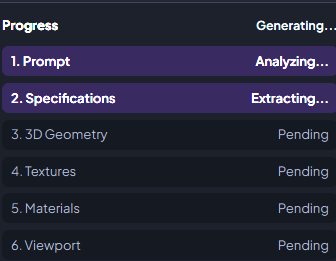 Progress Generating...
1. Prompt Analyzing...
2. Specifications Extracting...
3. 3D Geometry Pending
4. Textures Pending
5. Materials Pending
6. Viewport Pending